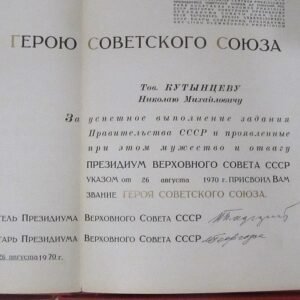 ГЕРОЮ СОВЕТСКОГО СОЮЗА
Тов. КУТЫНЦЕВУ
Николаю Михайловичу
За успешное выполнение задания
Правительства СССР и проявленные
при этом мужество и отвагу
ПРЕЗИДИУМ ВЕРХОВНОГО СОВЕТА СССР
УКАЗОМ от 26 августа 1970 г. ПРИСВОИЛ ВАМ
ЗВАНИЕ ГЕРОЯ СОВЕТСКОГО СОЮЗА.
ТЕЛЬ ПРЕЗИДИУМА ВЕРХОВНОГО СОВЕТА СССР
ТАРЬ ПРЕЗИДИУМА ВЕРХОВНОГО СОВЕТА СССР
26 августа 1970 г.